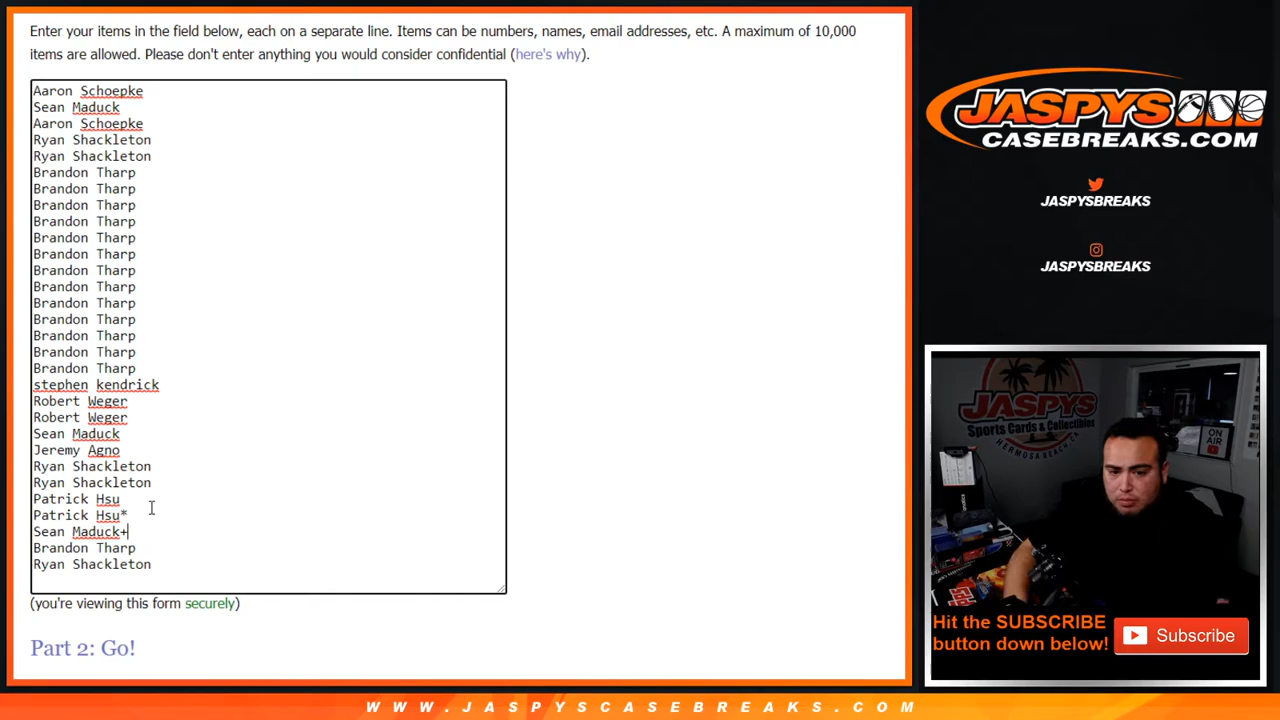 Enter your items in the field below, each on a separate line. Items can be numbers, names, email addresses, etc. A maximum of 10,000
items are allowed. Please don't enter anything you would consider confidential (here's why).
Aaron Schoepke
Sean Maduck
Aaron Schoepke
Ryan Shackleton
Ryan Shackleton
Brandon Tharp
Brandon Tharp
Brandon Tharp
Brandon Tharp
Brandon Tharp
Brandon Tharp
Brandon Tharp
Brandon Tharp
Brandon Tharp
Brandon Tharp
Brandon Tharp
Brandon Tharp
Brandon Tharp
stephen kendrick
Robert Weger
Robert Weger
Sean Maduck
Jeremy Agno
Ryan Shackleton
Ryan Shackleton
Patrick Hsu
Patrick Hsu*
Sean Maduck+
Brandon Tharp
Ryan Shackleton
(you're viewing this form securely)
Part 2: Go!
JASPYS
CASEBREAKS.COM
JASPYSBREAKS
JASPYSBREAKS
JASPYS
Sports Cards & Collectibles
HERMOSA BEACH, CA
ON
AIR
Hit the SUBSCRIBE
button down below!
Subscribe
WWW.JASPYSCASEBREAKS.COM